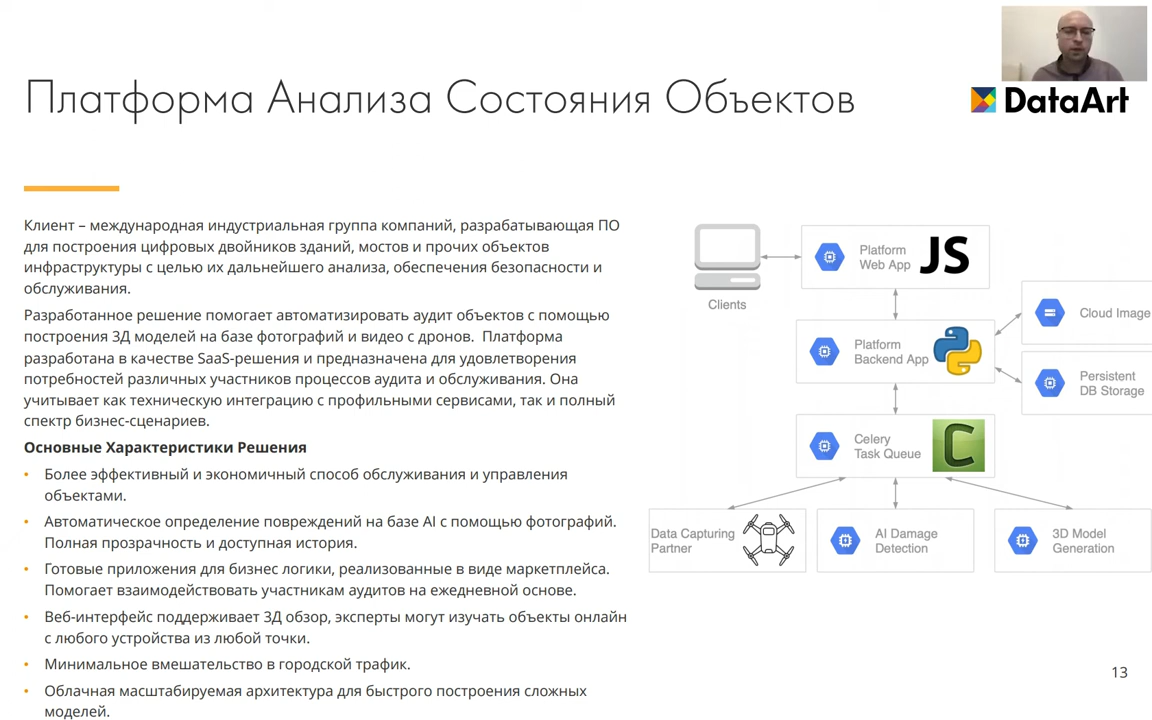 Платформа Анализа Состояния Объектов
DataArt
Клиент – международная индустриальная группа компаний, разрабатывающая ПО
для построения цифровых двойников зданий, мостов и прочих объектов
инфраструктуры с целью их дальнейшего анализа, обеспечения безопасности и
обслуживания.
Разработанное решение помогает автоматизировать аудит объектов с помощью
построения 3Д моделей на базе фотографий и видео с дронов. Платформа
разработана в качестве SaaS-решения и предназначена для удовлетворения
потребностей различных участников процессов аудита и обслуживания. Она
учитывает как техническую интеграцию с профильными сервисами, так и полный
спектр бизнес-сценариев.
Основные Характеристики Решения
• Более эффективный и экономичный способ обслуживания и управления
объектами.
• Автоматическое определение повреждений на базе AI с помощью фотографий.
Полная прозрачность и доступная история.
• Готовые приложения для бизнес логики, реализованные в виде маркетплейса.
Помогает взаимодействовать участникам аудитов на ежедневной основе.
• Веб-интерфейс поддерживает 3Д обзор, эксперты могут изучать объекты онлайн
с любого устройства из любой точки.
• Минимальное вмешательство в городской трафик.
• Облачная масштабируемая архитектура для быстрого построения сложных
моделей.
Clients
Platform
Web App
JS
Platform
Backend App
Cloud Image
Persistent
DB Storage
Celery
Task Queue
C
Data Capturing
Partner
AI Damage
Detection
3D Model
Generation
13